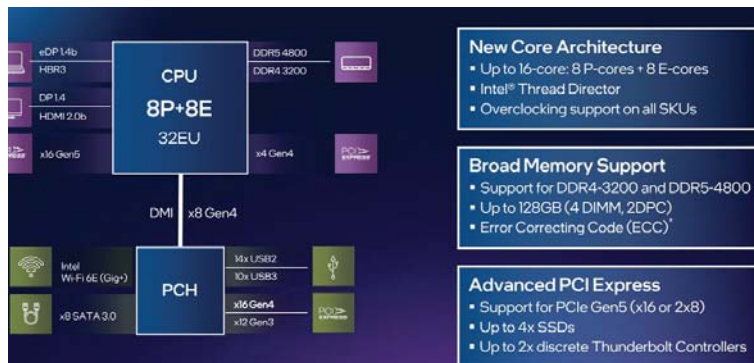 eDP 1.4b
HBR3
DP 1.4
HDMI 2.0b
x16 Gen5
CPU
8P+8E
32EU
DDR5 4800
DDR4 3200
x4 Gen4
PCI
EXPRESS
DMI
x8 Gen4
Intel
Wi-Fi 6E (Gig+)
x8 SATA 3.0
PCH
14x USB2
10x USB3
x16 Gen4
x12 Gen3
PCI
EXPRESS
New Core Architecture
▪ Up to 16-core: 8 P-cores + 8 E-cores
▪ Intel® Thread Director
▪ Overclocking support on all SKUs
Broad Memory Support
▪ Support for DDR4-3200 and DDR5-4800
▪ Up to 128GB (4 DIMM, 2DPC)
▪ Error Correcting Code (ECC)*
Advanced PCI Express
▪ Support for PCIe Gen5 (x16 or 2x8)
▪ Up to 4x SSDs
▪ Up to 2x discrete Thunderbolt Controllers